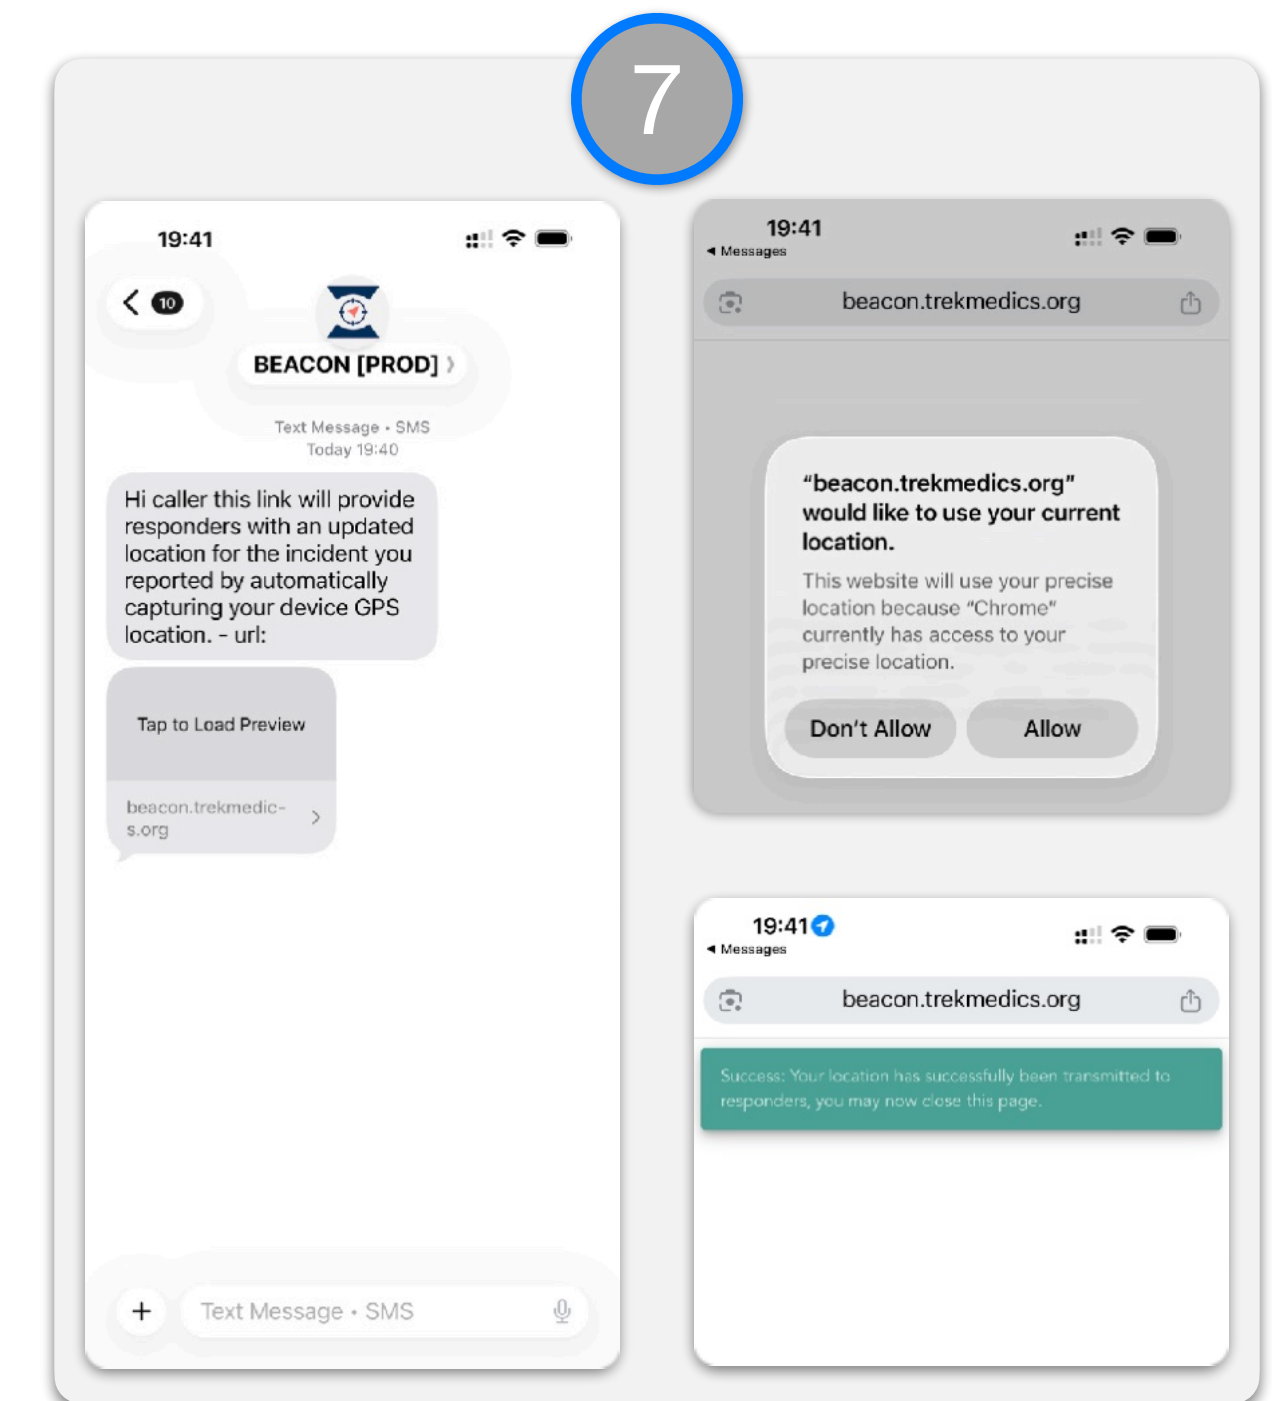 7
19:41
10
BEACON [PROD]
Text Message • SMS
Today 19:40
Hi caller this link will provide
responders with an updated
location for the incident you
reported by automatically
capturing your device GPS
location. - url:
Tap to Load Preview
beacon.trekmedic-
s.org
Text Message • SMS
19:41
Messages
beacon.trekmedics.org
“beacon.trekmedics.org”
would like to use your current
location.
This website will use your precise
location because “Chrome”
currently has access to your
precise location.
Don’t Allow
Allow
19:41
Messages
beacon.trekmedics.org
Success: Your location has successfully been transmitted to
responders, you may now close this page.